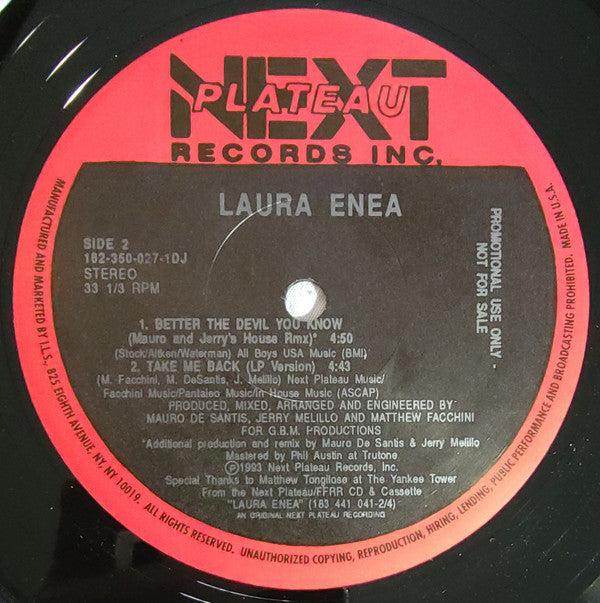 NEXT
PLATEAU
RECORDS INC.
LAURA ENEA
SIDE 2
162-350-027-1DJ
STEREO
33 1/3 RPM
PROMOTIONAL USE ONLY -
NOT FOR SALE
1. BETTER THE DEVIL YOU KNOW
(Mauro and Jerry's House Rmx)* 4:50
(Stock/Aitken/Waterman) All Boys USA Music (BMI)
2. TAKE ME BACK (LP Version) 4:43
(M. Facchini, M. DeSantis, J. Melillo) Next Plateau Music/
Facchini Music/Pantaleo Music/In House Music (ASCAP)
PRODUCED, MIXED, ARRANGED AND ENGINEERED BY
MAURO DE SANTIS, JERRY MELILLO AND MATTHEW FACCHINI
FOR G.B.M. PRODUCTIONS
*Additional production and remix by Mauro De Santis & Jerry Melillo
Mastered by Phil Austin at Trutone
℗©1993 Next Plateau Records, Inc.
Special Thanks to Matthew Tongilose at The Yankee Tower
From the Next Plateau/FFRR CD & Cassette
"LAURA ENEA" (183 441 041-2/4)
AN ORIGINAL NEXT PLATEAU RECORDING
MANUFACTURED AND MARKETED BY I.L.S., 825 EIGHTH AVENUE, NY, NY 10019. ALL RIGHTS RESERVED. UNAUTHORIZED COPYING, REPRODUCTION, HIRING, LENDING, PUBLIC PERFORMANCE AND BROADCASTING PROHIBITED. MADE IN U.S.A.